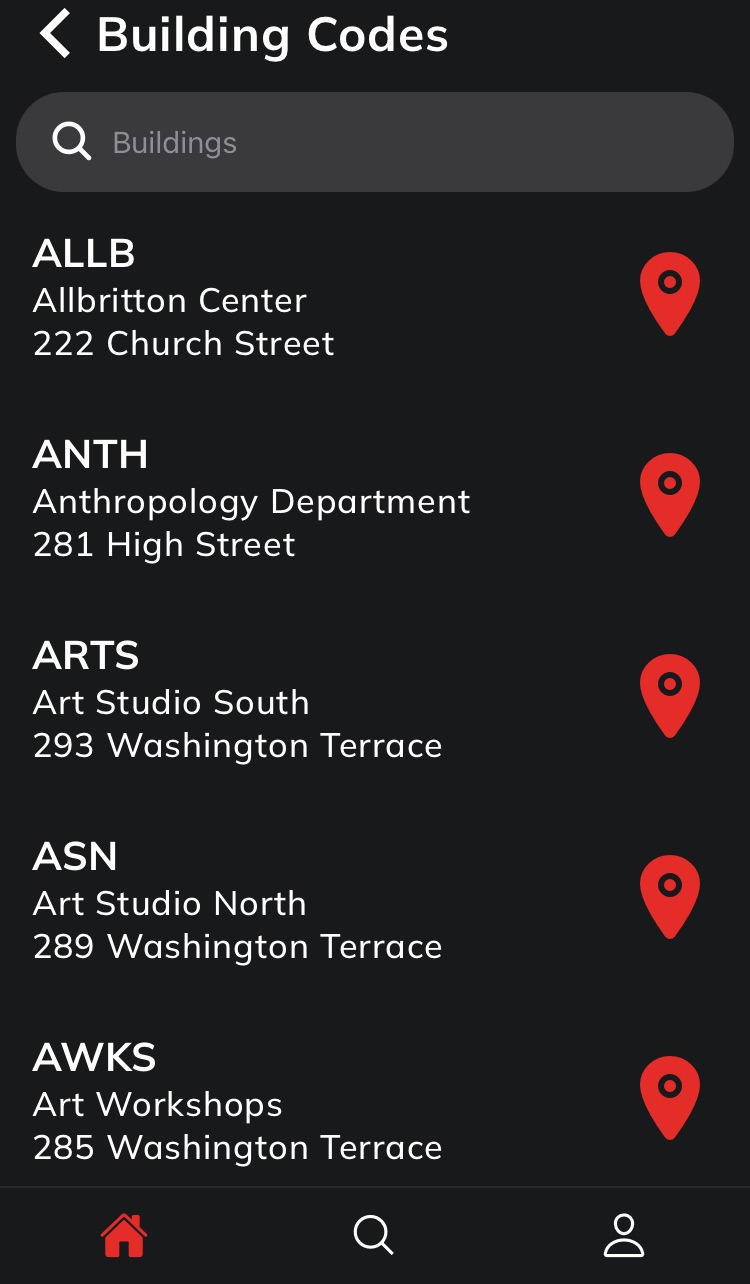 Building Codes
Buildings
ALLB
Allbritton Center
222 Church Street
ANTH
Anthropology Department
281 High Street
ARTS
Art Studio South
293 Washington Terrace
ASN
Art Studio North
289 Washington Terrace
AWKS
Art Workshops
285 Washington Terrace